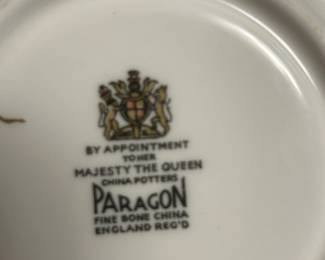 BY APPOINTMENT
TO HER
MAJESTY THE QUEEN
CHINA POTTERS
PARAGON
FINE BONE CHINA
ENGLAND REG'D